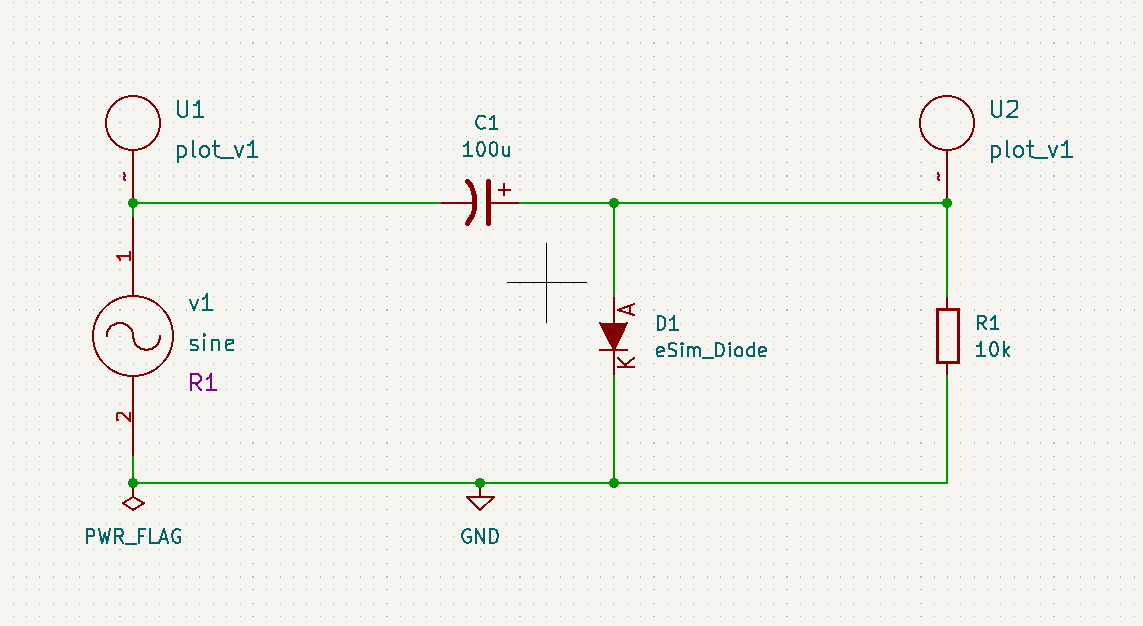 U1
plot_v1
~
C1
100u
+
U2
plot_v1
~
1
v1
sine
R1
2
A
D1
eSim_Diode
K
R1
10k
PWR_FLAG
GND